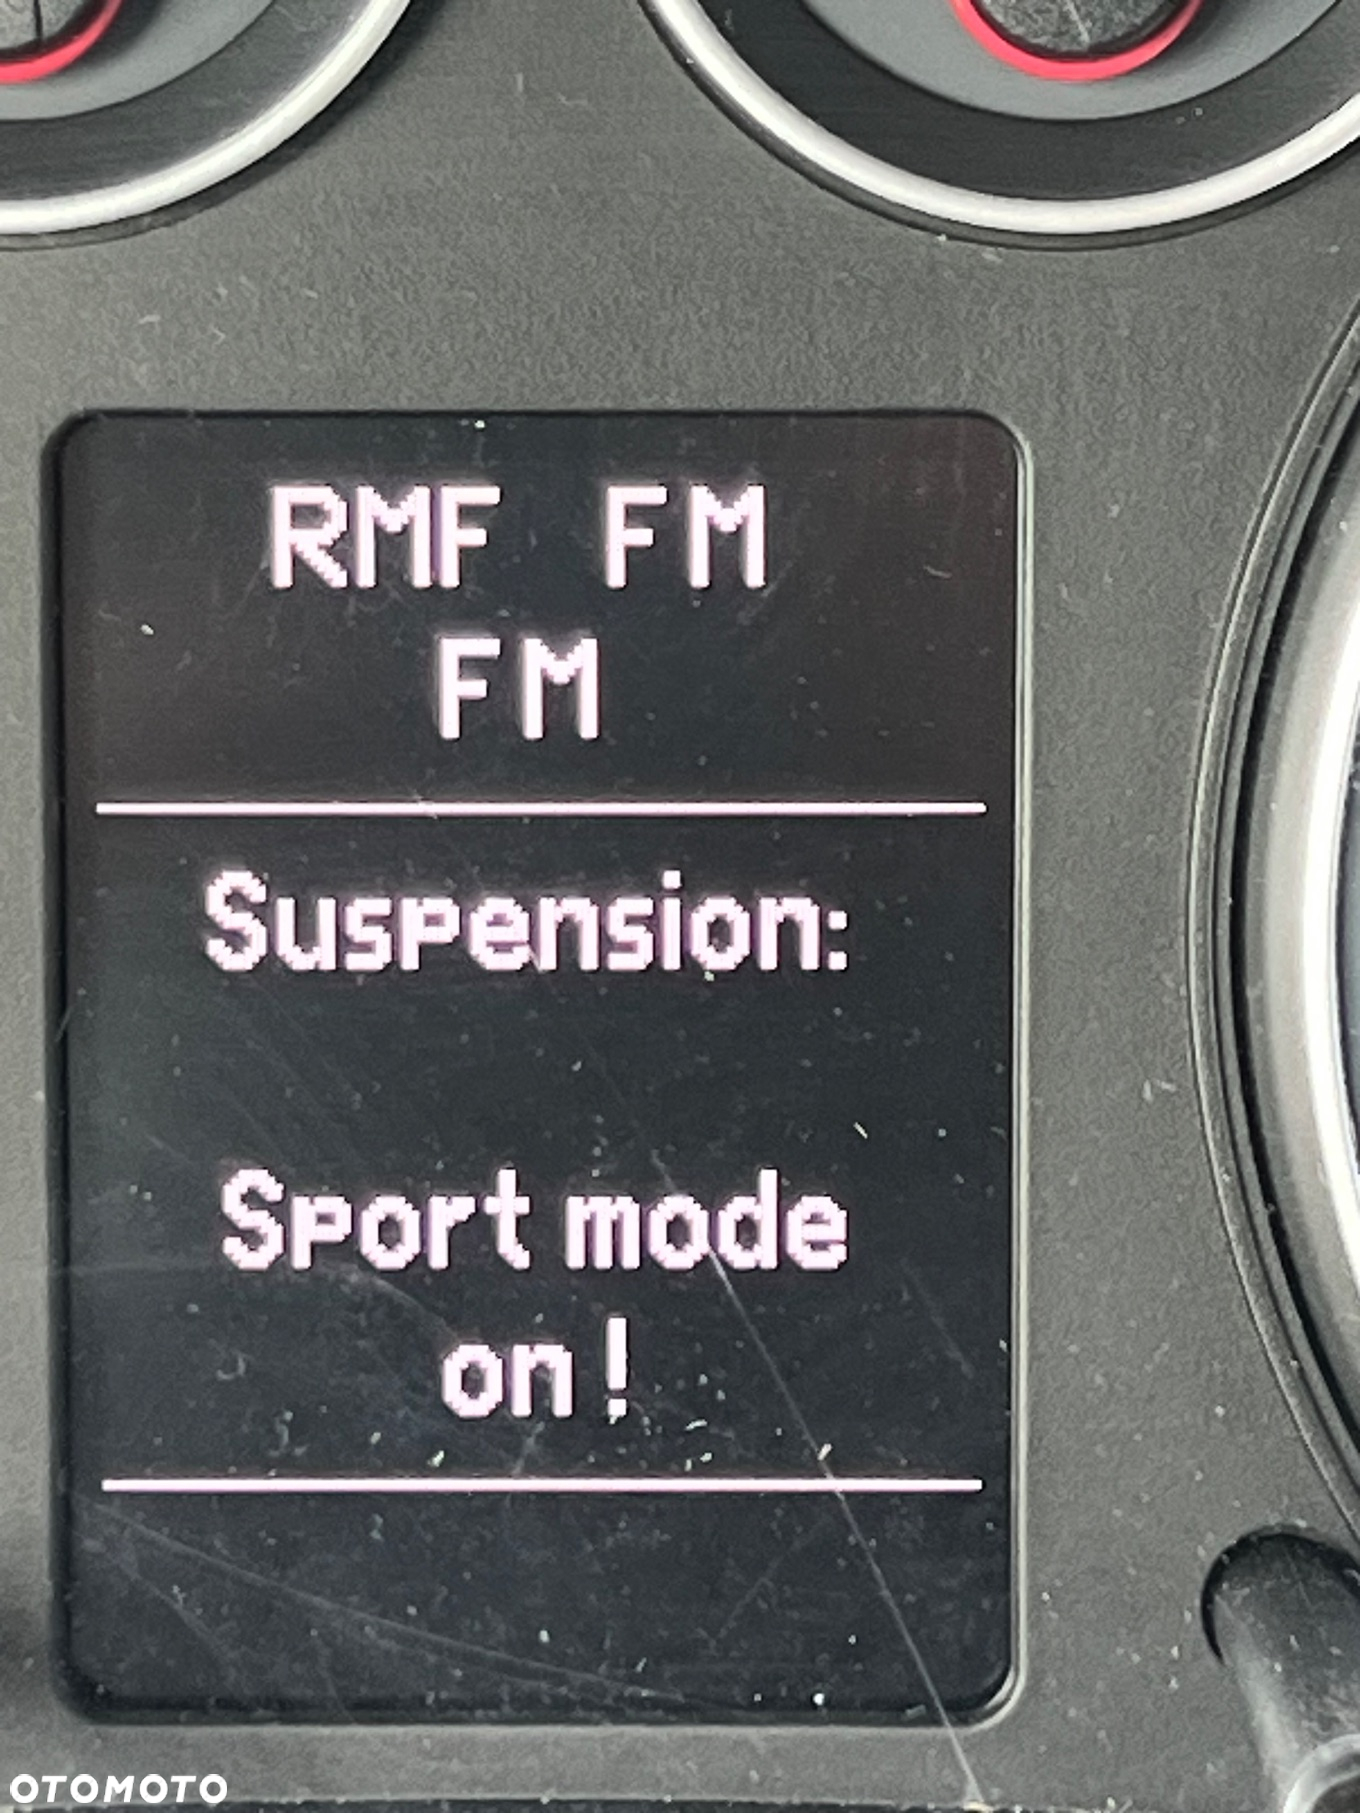 RMF FM
FM
Suspension:
Sport mode
on!
OTOMOTO